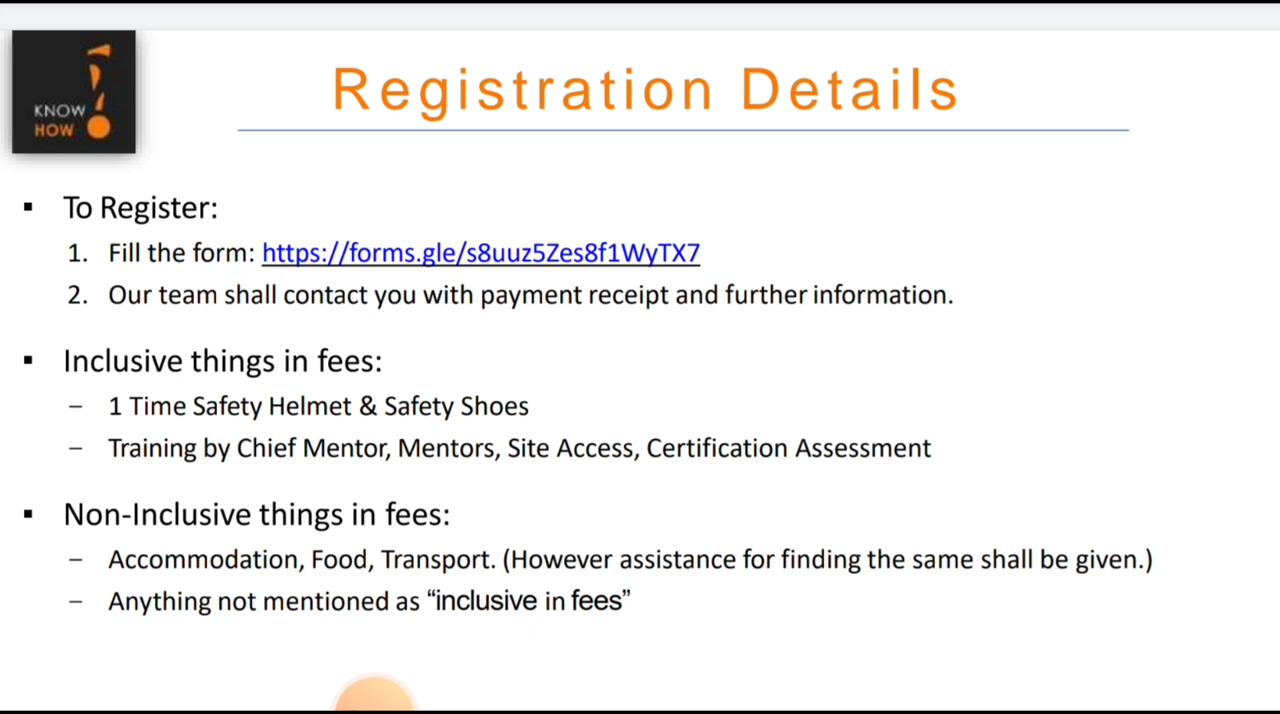 KNOW
HOW
Registration Details
▪ To Register:
1. Fill the form: https://forms.gle/s8uuz5Zes8f1WyTX7
2. Our team shall contact you with payment receipt and further information.
▪ Inclusive things in fees:
– 1 Time Safety Helmet & Safety Shoes
– Training by Chief Mentor, Mentors, Site Access, Certification Assessment
▪ Non-Inclusive things in fees:
– Accommodation, Food, Transport. (However assistance for finding the same shall be given.)
– Anything not mentioned as “inclusive in fees”